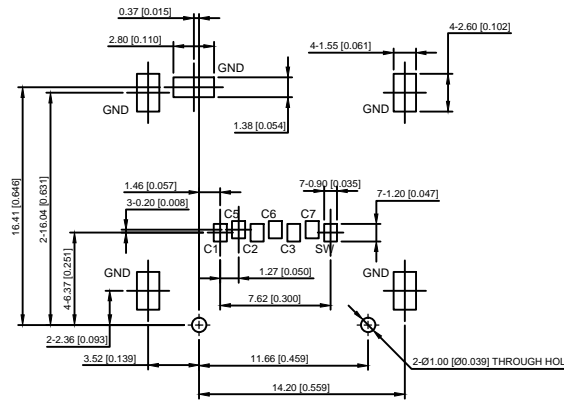 0.37 [0.015]
2.80 [0.110]
GND
4-1.55 [0.061]
4-2.60 [0.102]
GND
GND
1.38 [0.054]
16.41 [0.646]
2-16.04 [0.631]
1.46 [0.057]
3-0.20 [0.008]
7-0.90 [0.035]
7-1.20 [0.047]
C5
C6
C7
C1
C2
C3
SW
4-6.37 [0.251]
1.27 [0.050]
GND
GND
7.62 [0.300]
2-2.36 [0.093]
3.52 [0.139]
11.66 [0.459]
2-Ø1.00 [Ø0.039] THROUGH HOL
14.20 [0.559]